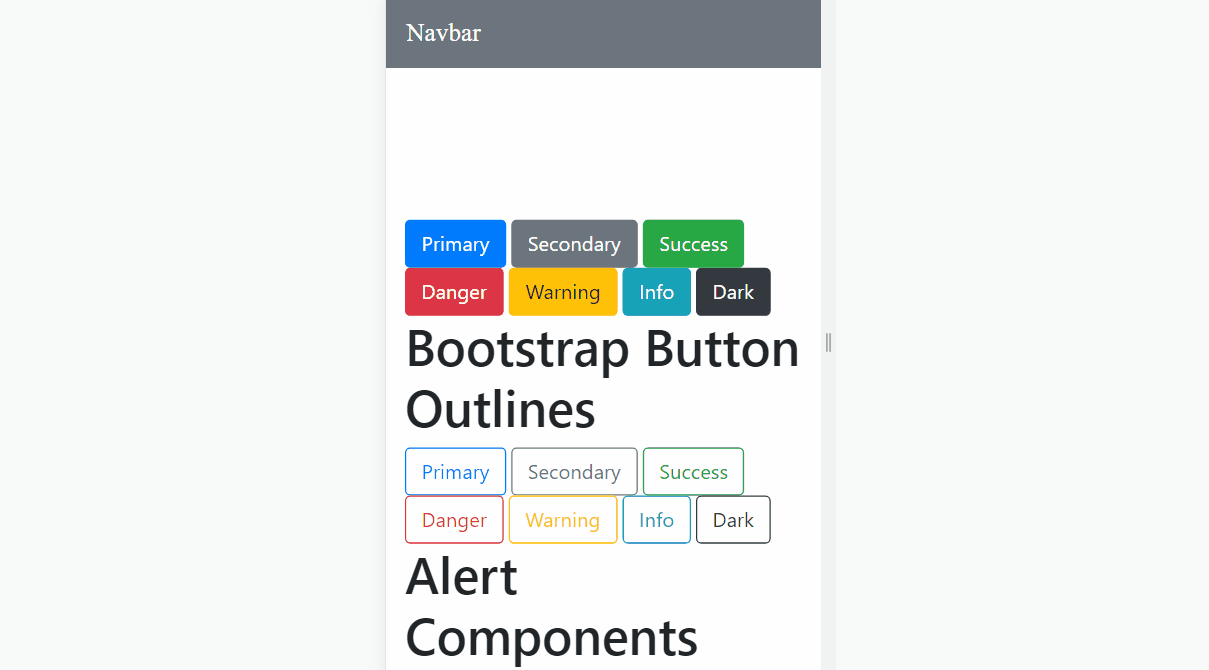 Navbar
Primary Secondary Success
Danger Warning Info Dark
Bootstrap Button
Outlines
Primary Secondary Success
Danger Warning Info Dark
Alert
Components